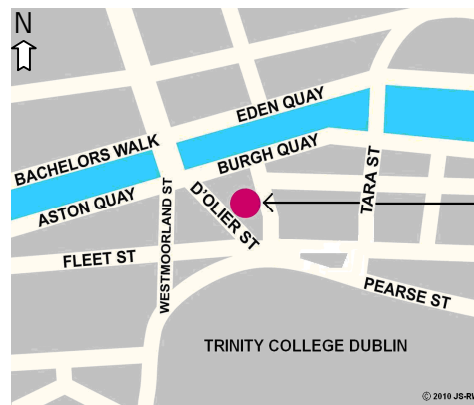 N
EDEN QUAY
BACHELORS WALK
BURGH QUAY
ASTON QUAY
TARA ST
D'OLIER ST
WESTMOORLAND ST
FLEET ST
PEARSE ST
TRINITY COLLEGE DUBLIN
© 2010